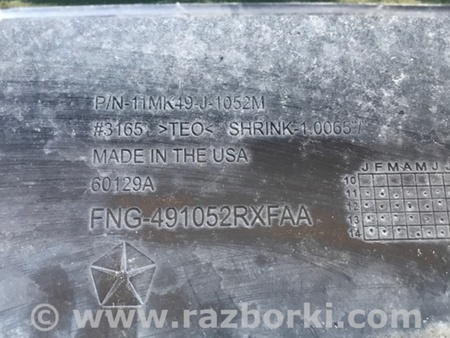 P/N-11MK49-J-1052M
#3165 >TEO< SHRINK-1.0065"/"
MADE IN THE USA
60129A
FNG-491052RXFAA
J F M A M J J
10
11
12
13
14
© www.razborki.com/